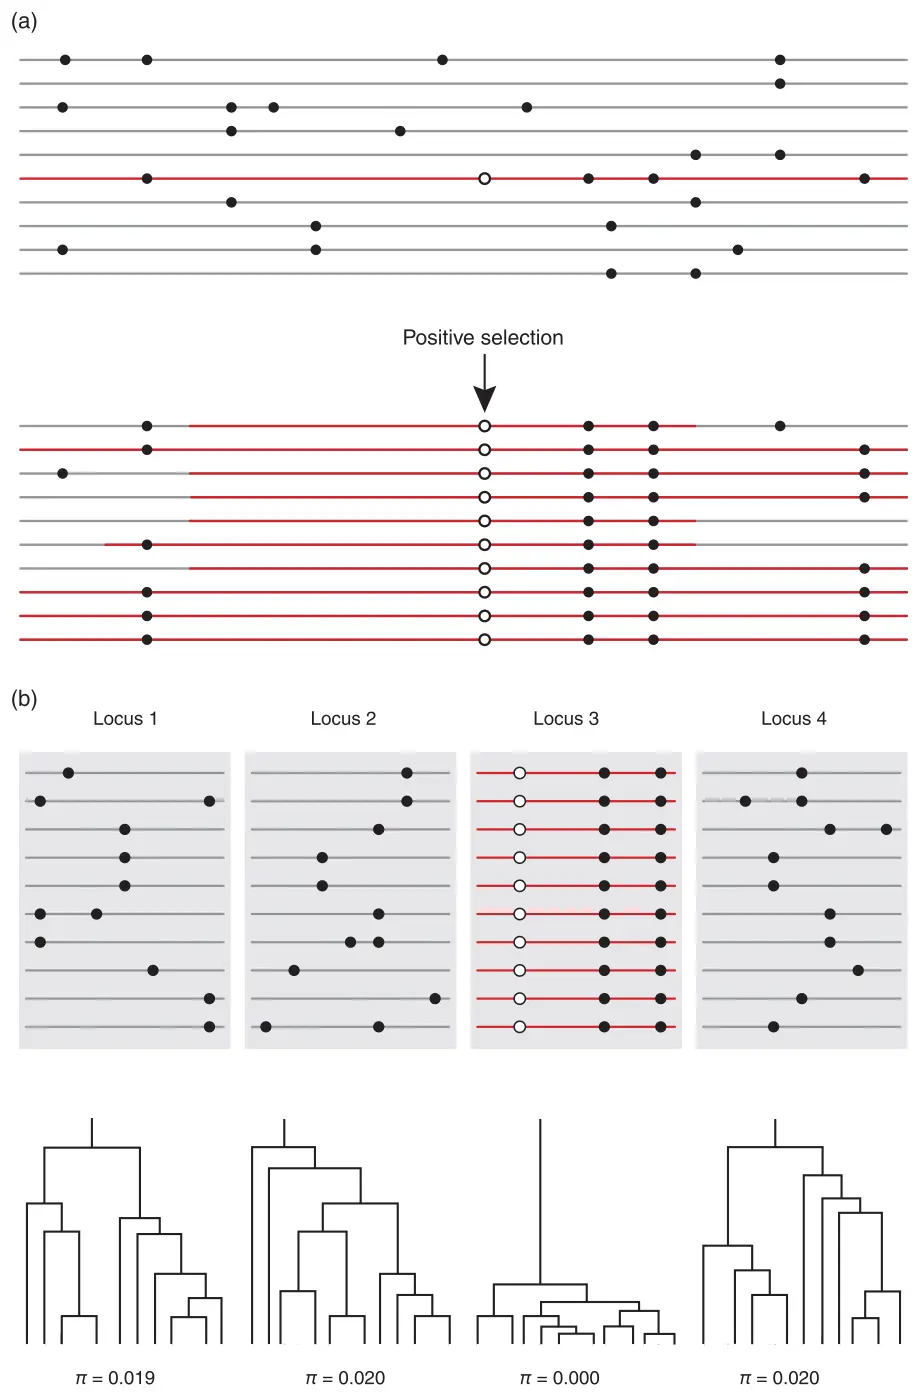 (a)
Positive selection
(b)
Locus 1 Locus 2 Locus 3 Locus 4
π = 0.019 π = 0.020 π = 0.000 π = 0.020